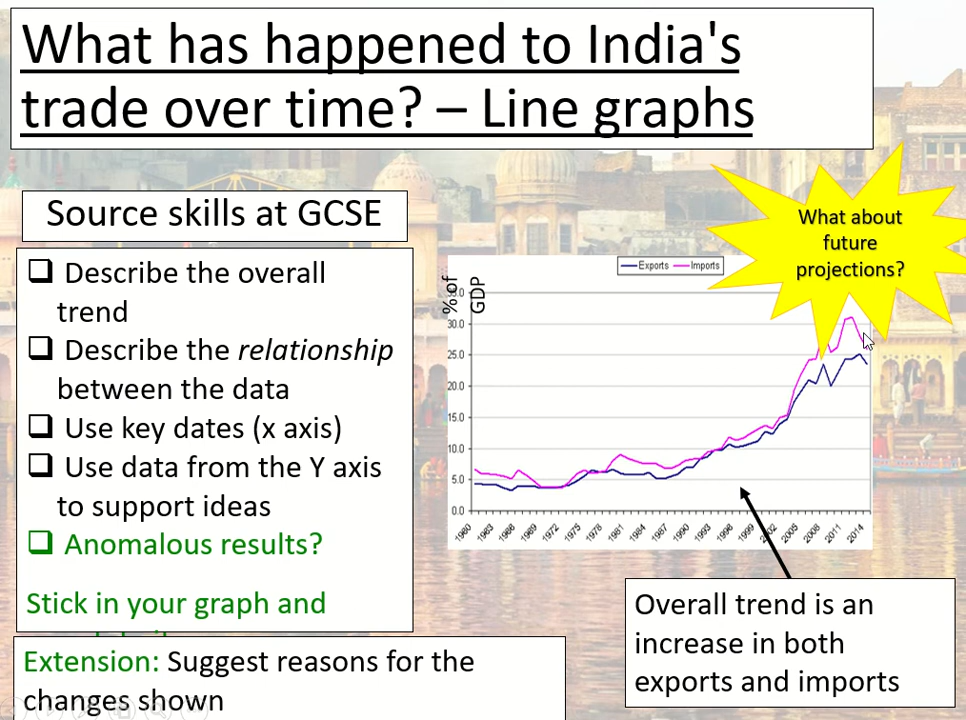 What has happened to India's
trade over time? – Line graphs
Source skills at GCSE
Describe the overall
trend
Describe the relationship
between the data
Use key dates (x axis)
Use data from the Y axis
to support ideas
Anomalous results?
Stick in your graph and
Extension: Suggest reasons for the
changes shown
What about
future
projections?
% of
GDP
Exports Imports
30.0
25.0
20.0
15.0
10.0
5.0
0.0
1960 1963 1966 1969 1972 1975 1978 1981 1984 1987 1990 1993 1996 1999 2002 2005 2008 2011 2014
Overall trend is an
increase in both
exports and imports